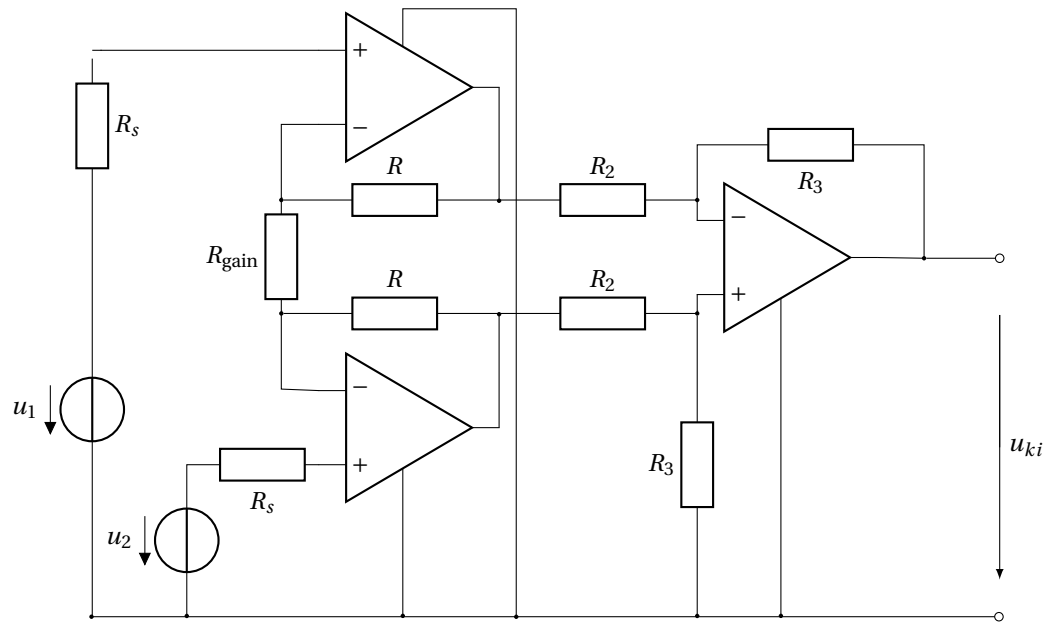 +
R_s
−
R
R_2
R_3
−
R_gain
R
R_2
+
u_1
−
R_3
u_ki
+
R_s
u_2